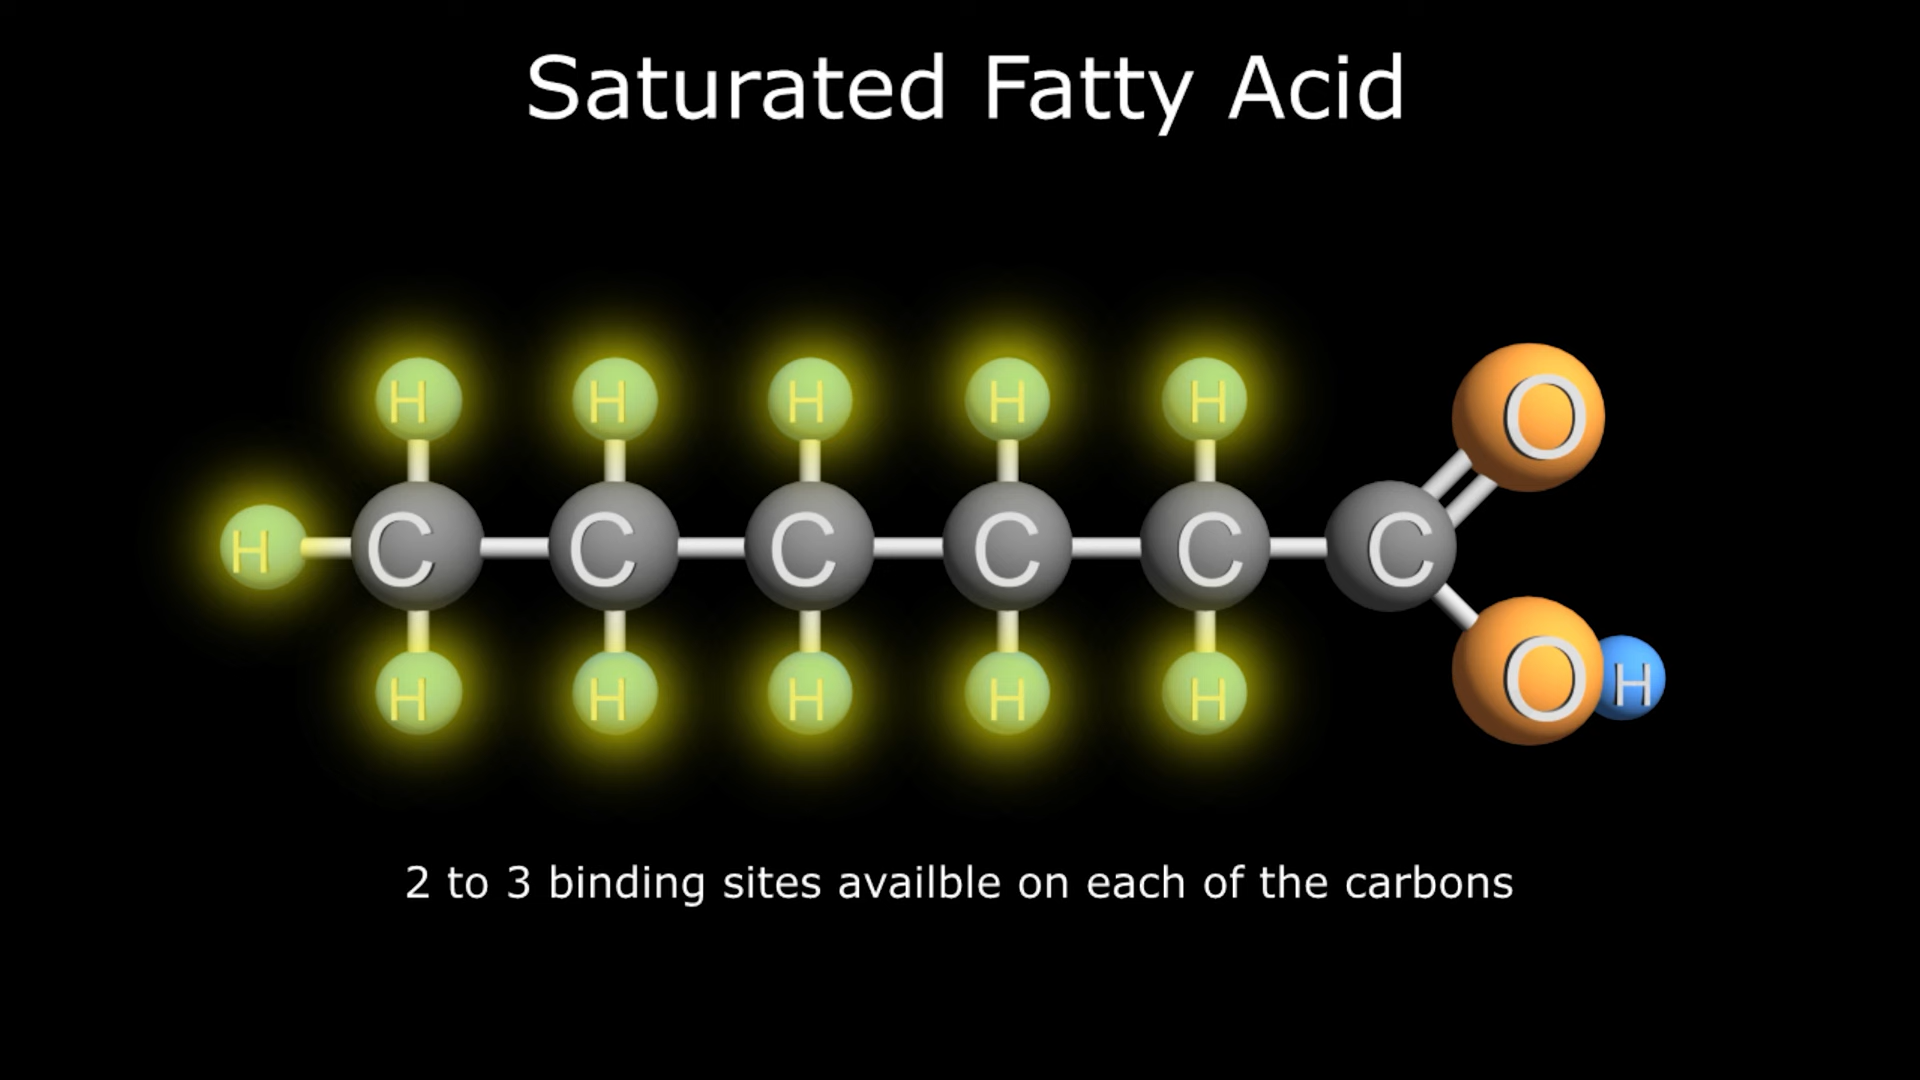 Saturated Fatty Acid
H H H H H
O
H C C C C C C
O H
H H H H H
2 to 3 binding sites availble on each of the carbons